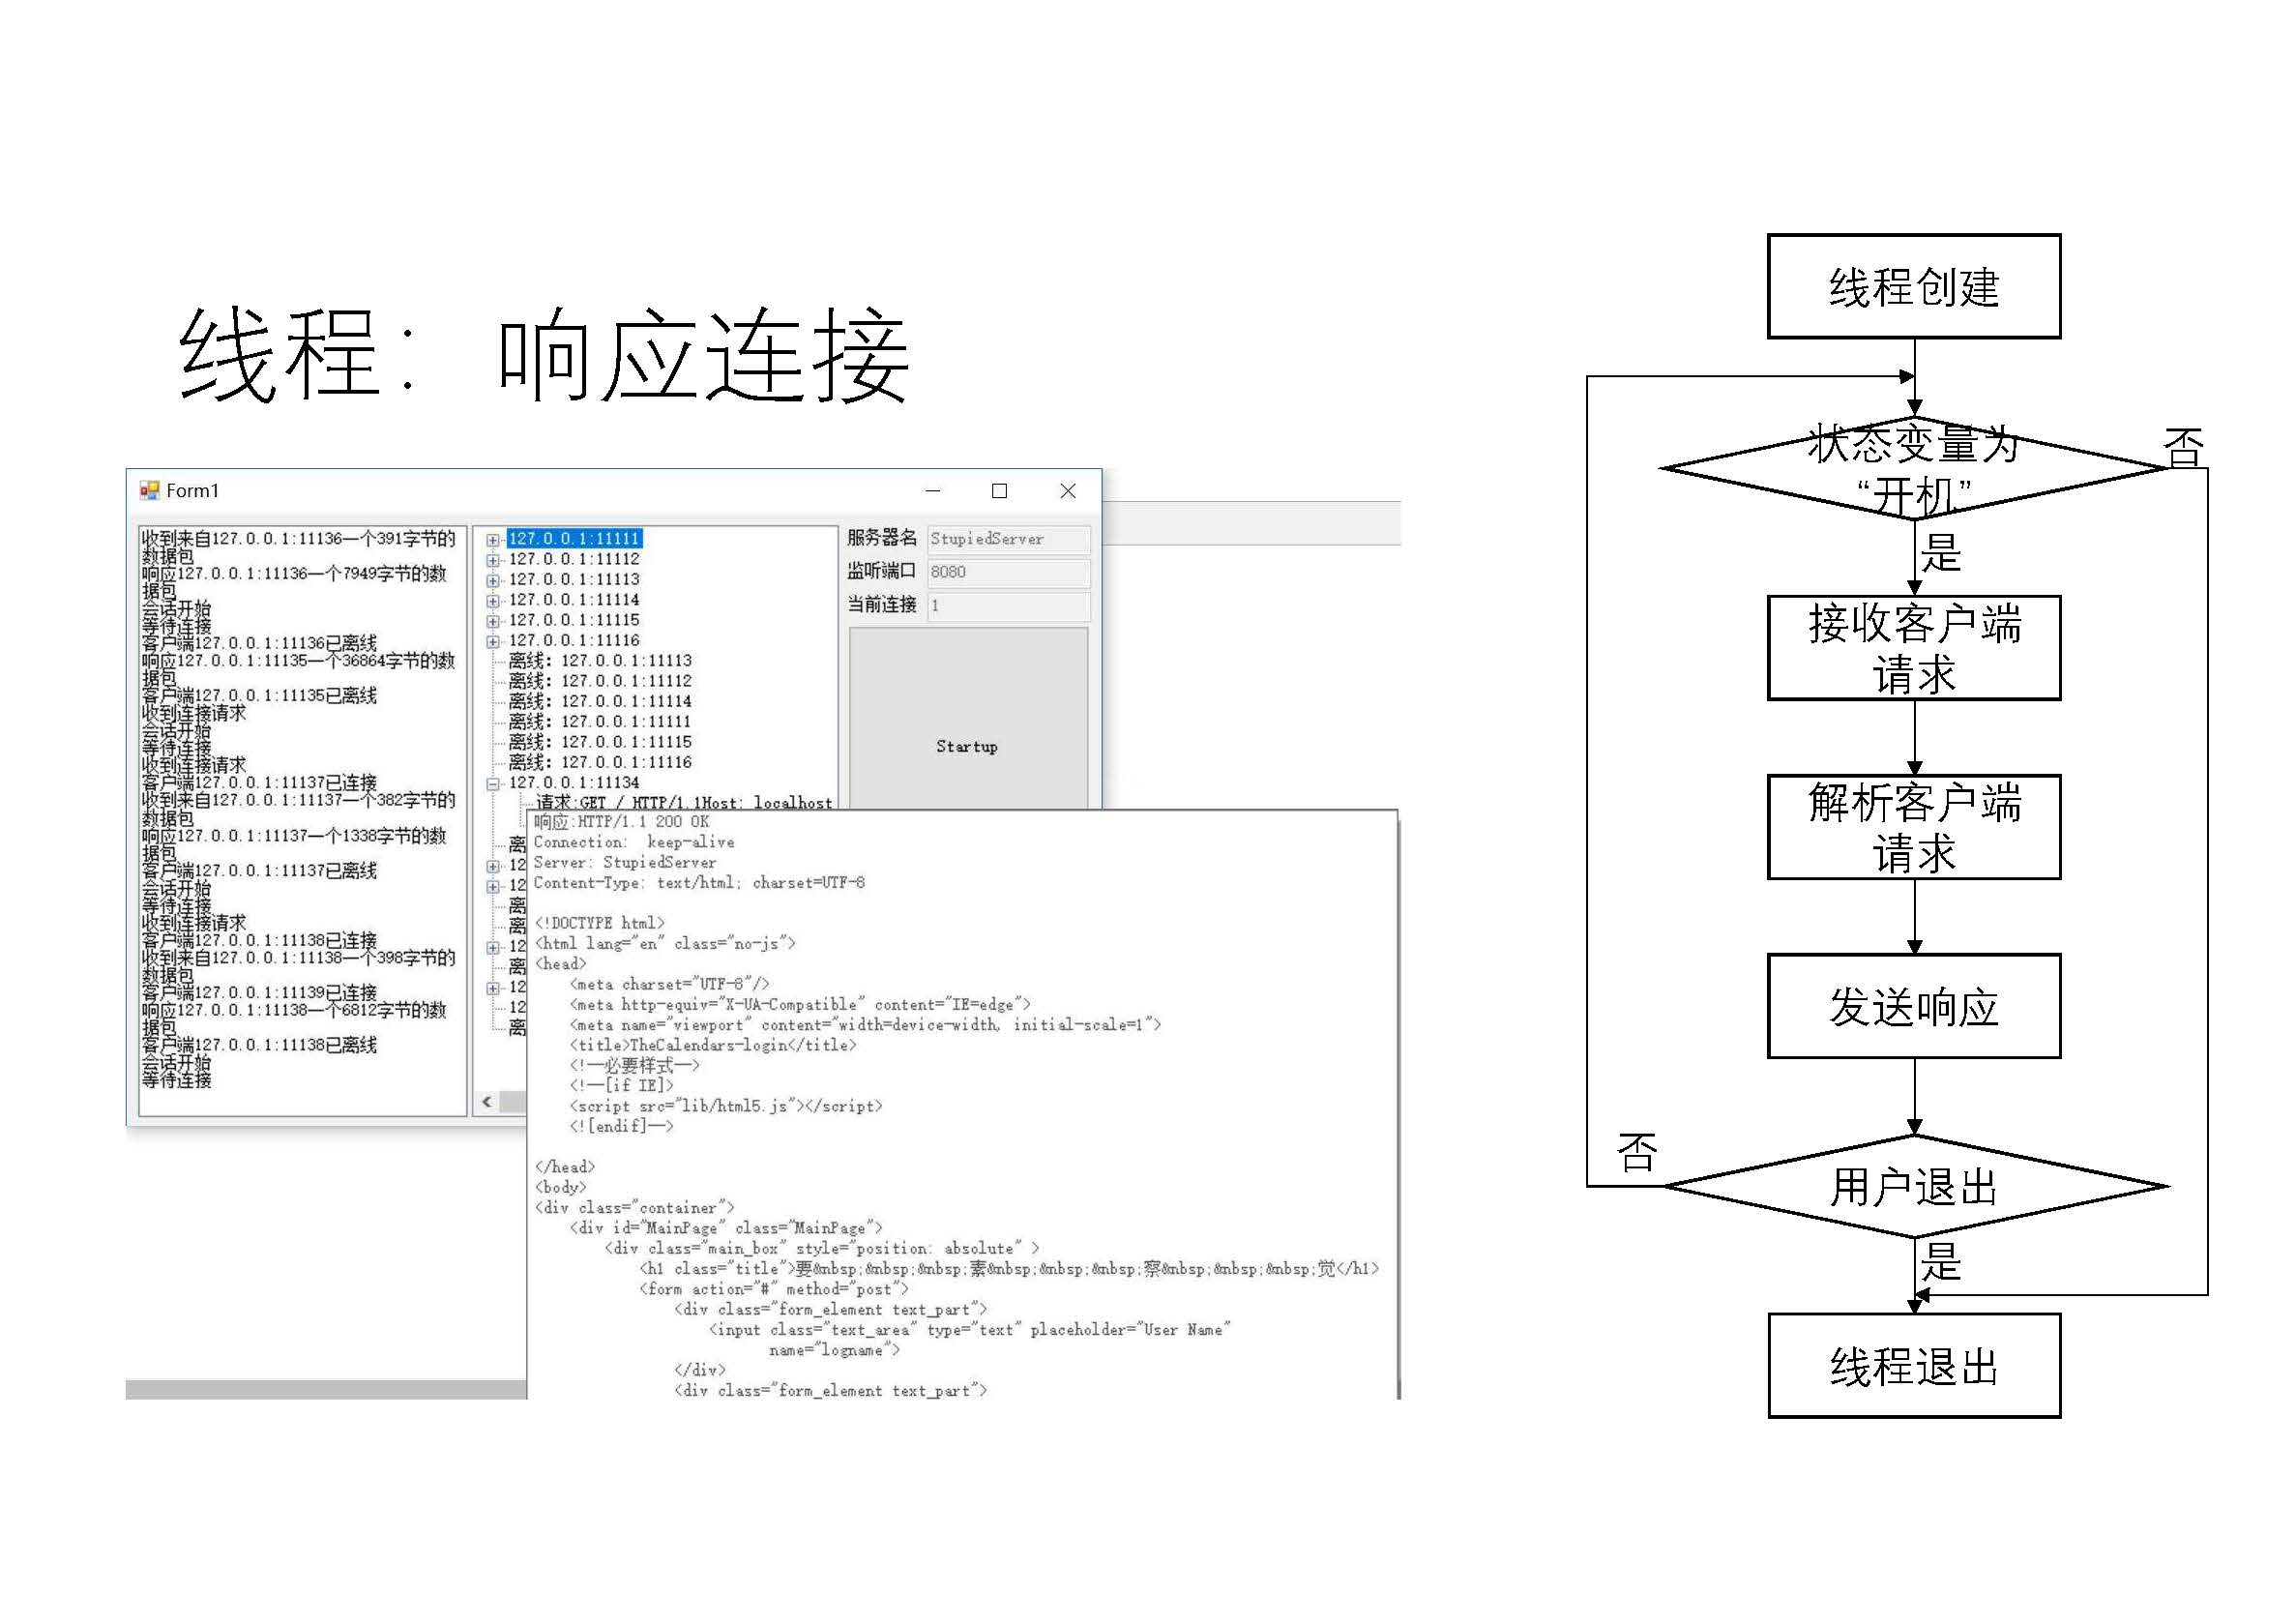 线程：响应连接
Form1
收到来自127.0.0.1:11136一个391字节的
数据包
响应127.0.0.1:11136一个7949字节的数
据包
会话开始
等待连接
客户端127.0.0.1:11136已离线
响应127.0.0.1:11135一个36864字节的数
据包
客户端127.0.0.1:11135已离线
收到连接请求
会话开始
等待连接
收到连接请求
客户端127.0.0.1:11137已连接
收到来自127.0.0.1:11137一个382字节的
数据包
响应127.0.0.1:11137一个1338字节的数
据包
客户端127.0.0.1:11137已离线
会话开始
等待连接
收到连接请求
客户端127.0.0.1:11138已连接
收到来自127.0.0.1:11138一个398字节的
数据包
客户端127.0.0.1:11139已连接
响应127.0.0.1:11138一个6812字节的数
据包
客户端127.0.0.1:11138已离线
会话开始
等待连接
127.0.0.1:11111
127.0.0.1:11112
127.0.0.1:11113
127.0.0.1:11114
127.0.0.1:11115
127.0.0.1:11116
离线: 127.0.0.1:11113
离线: 127.0.0.1:11112
离线: 127.0.0.1:11114
离线: 127.0.0.1:11111
离线: 127.0.0.1:11115
离线: 127.0.0.1:11116
127.0.0.1:11134
请求:GET / HTTP/1.1Host: localhost
离
12
12
离
离
12
离
12
12
离
服务器名 StupiedServer
监听端口 8080
当前连接 1
Startup
响应:HTTP/1.1 200 OK
Connection:  keep-alive
Server: StupiedServer
Content-Type: text/html; charset=UTF-8
<!DOCTYPE html>
<html lang="en" class="no-js">
<head>
<meta charset="UTF-8"/>
<meta http-equiv="X-UA-Compatible" content="IE=edge">
<meta name="viewport" content="width=device-width, initial-scale=1">
<title>TheCalendars-login</title>
<!--必要样式-->
<!--[if IE]>
<script src="lib/html5.js"></script>
<![endif]-->
</head>
<body>
<div class="container">
<div id="MainPage" class="MainPage">
<div class="main_box" style="position: absolute" >
<h1 class="title">要&nbsp;&nbsp;&nbsp;素&nbsp;&nbsp;&nbsp;察&nbsp;&nbsp;&nbsp;觉</h1>
<form action="#" method="post">
<div class="form_element text_part">
<input class="text_area" type="text" placeholder="User Name"
name="logname">
</div>
<div class="form_element text_part">
线程创建
状态变量为
“开机”
否
是
接收客户端
请求
解析客户端
请求
发送响应
否
用户退出
是
线程退出